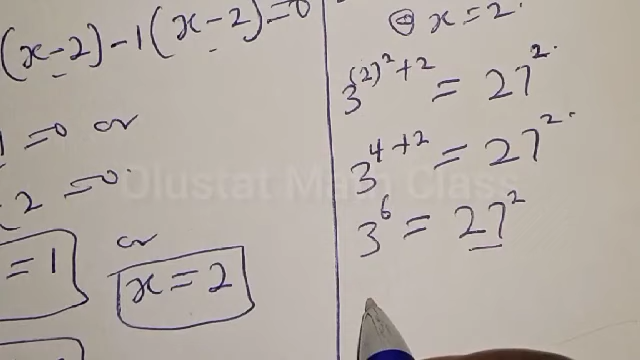 (x-2)-1(x-2)=0
=0 or
2 =0.
=1 or x=2
⊖ x=2.
3^{(2)^2+2} = 27^2.
3^{4+2} = 27^2.
3^6 = 27^2
Olustat Math Class